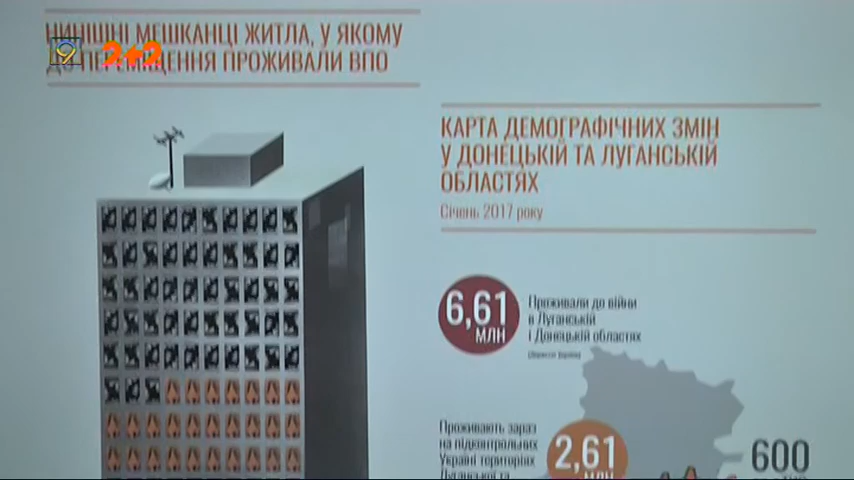 НИНІШНІ МЕШКАНЦІ ЖИТЛА, У ЯКОМУ
ДО ПЕРЕМІЩЕННЯ ПРОЖИВАЛИ ВПО
2+2
КАРТА ДЕМОГРАФІЧНИХ ЗМІН
У ДОНЕЦЬКІЙ ТА ЛУГАНСЬКІЙ
ОБЛАСТЯХ
Січень 2017 року
6,61
МЛН
Проживали до війни
в Луганській
і Донецькій областях
Проживають зараз
на підконтрольних
Україні територіях
Луганської та
2,61
МЛН
600